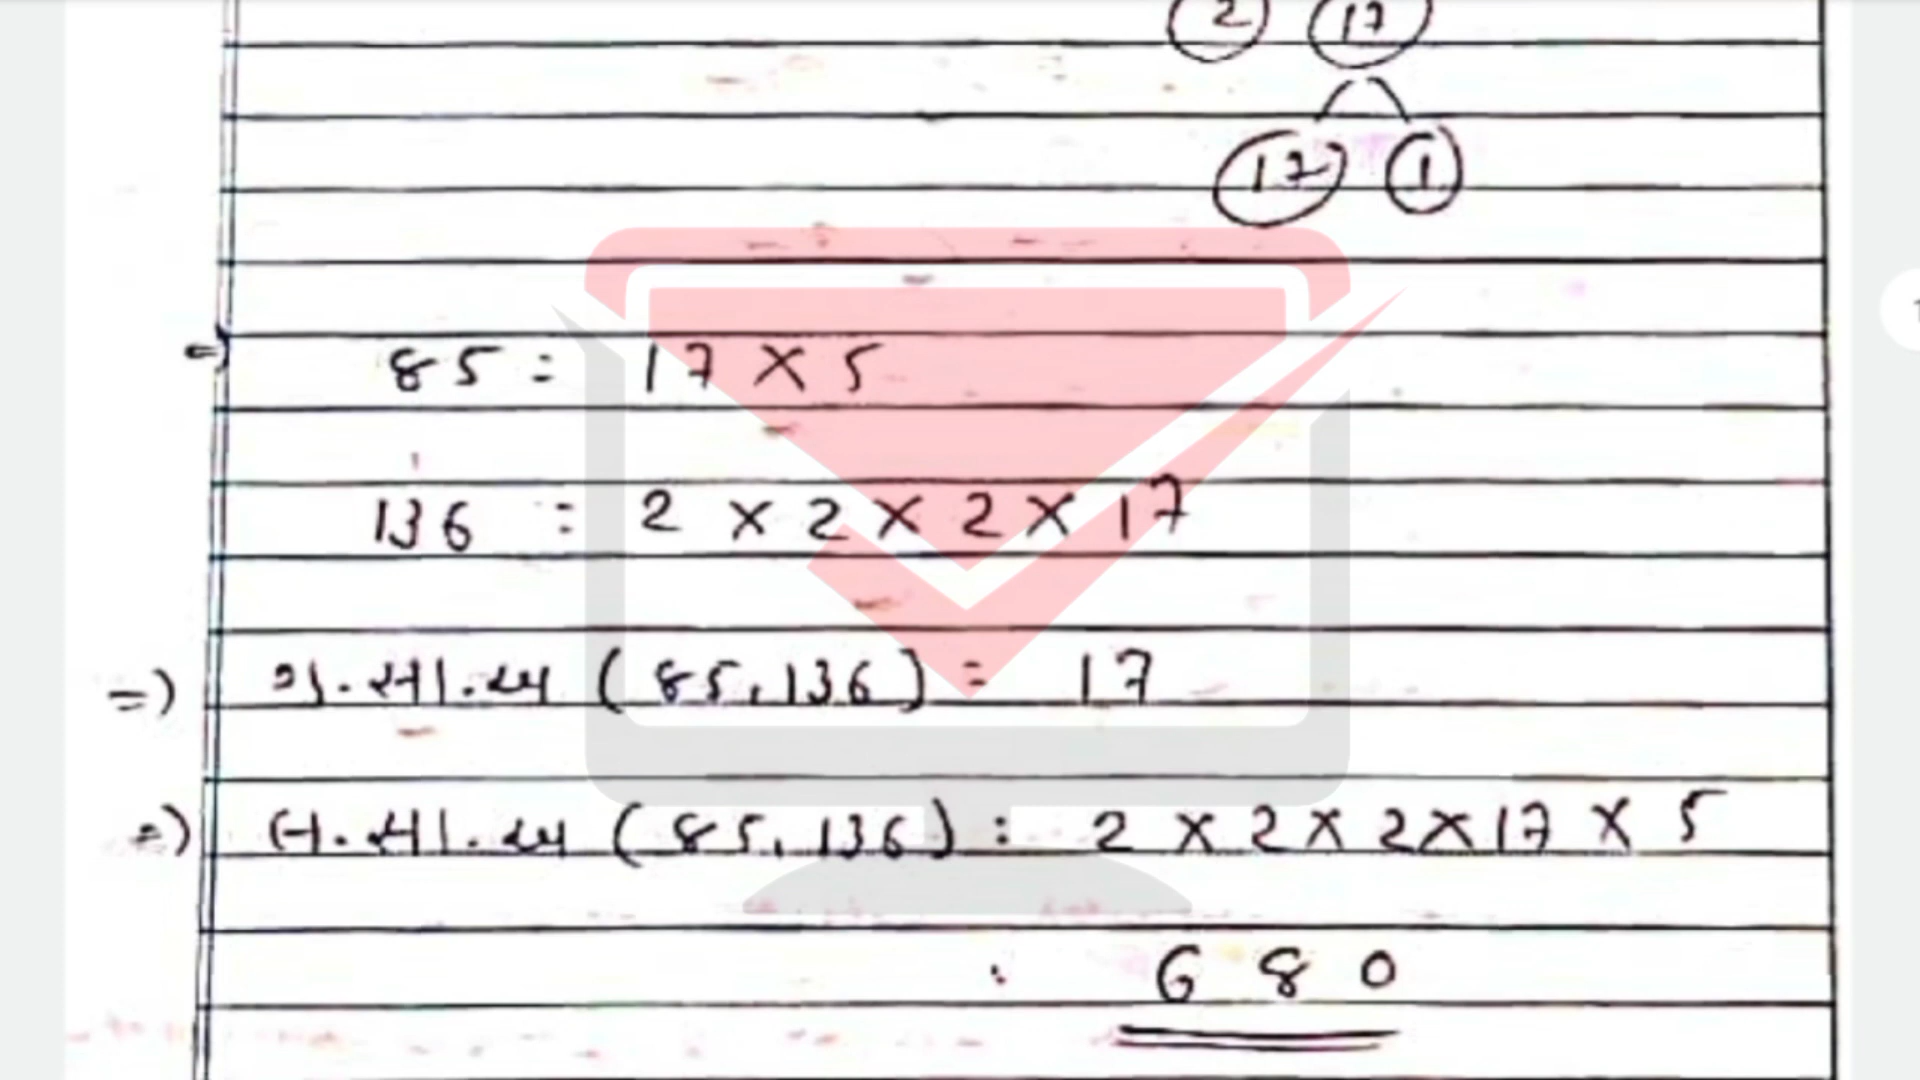 2 17
17 1
=) 85 = 17 × 5
136 = 2 × 2 × 2 × 17
=) ગુ.સા.અ (85, 136) = 17
=) લ.સા.અ (85, 136) : 2 × 2 × 2 × 17 × 5
: 680